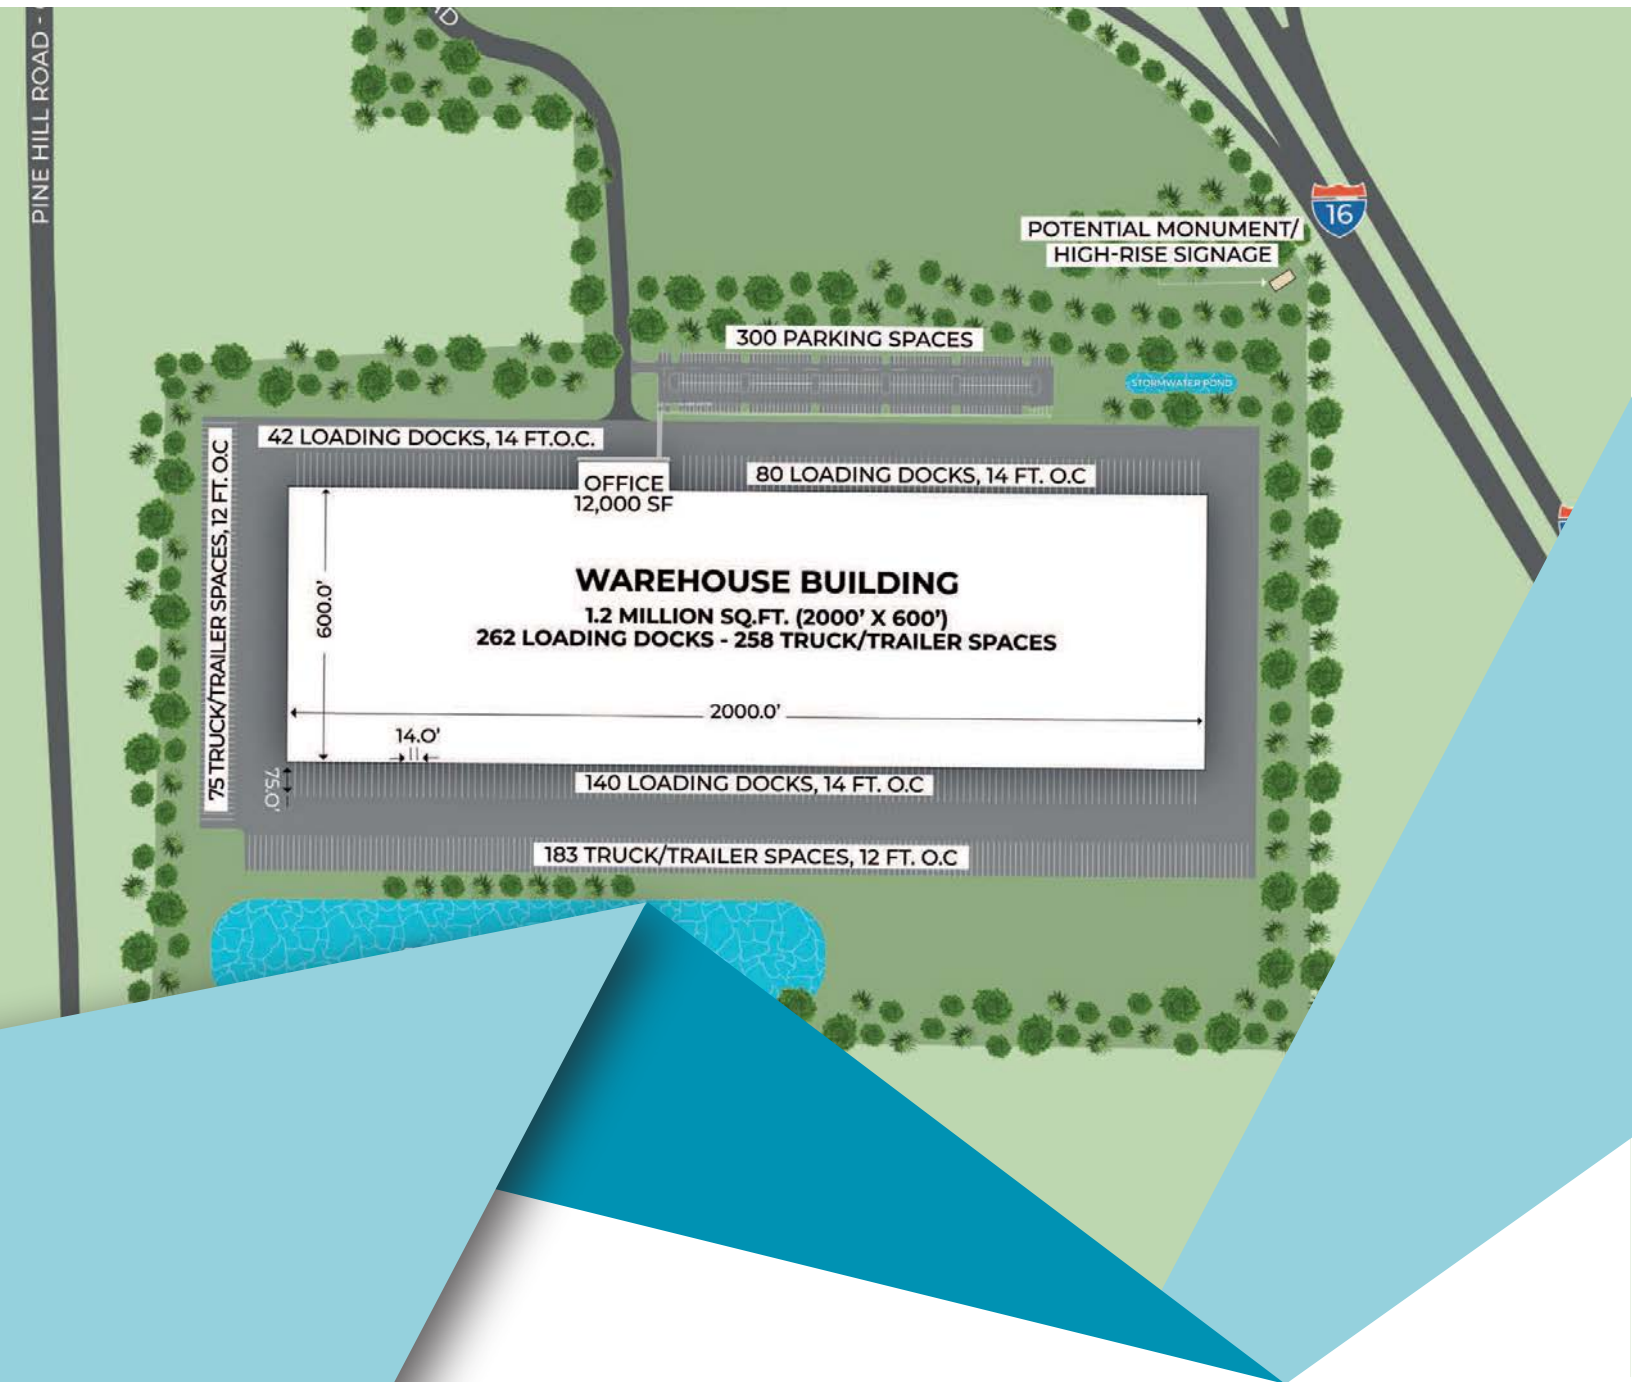 PINE HILL ROAD -
16
POTENTIAL MONUMENT/
HIGH-RISE SIGNAGE
300 PARKING SPACES
STORMWATER POND
42 LOADING DOCKS, 14 FT.O.C.
80 LOADING DOCKS, 14 FT. O.C
OFFICE
12,000 SF
75 TRUCK/TRAILER SPACES, 12 FT. O.C
600.0'
WAREHOUSE BUILDING
1.2 MILLION SQ.FT. (2000' X 600')
262 LOADING DOCKS - 258 TRUCK/TRAILER SPACES
2000.0'
14.0'
75.0'
140 LOADING DOCKS, 14 FT. O.C
183 TRUCK/TRAILER SPACES, 12 FT. O.C